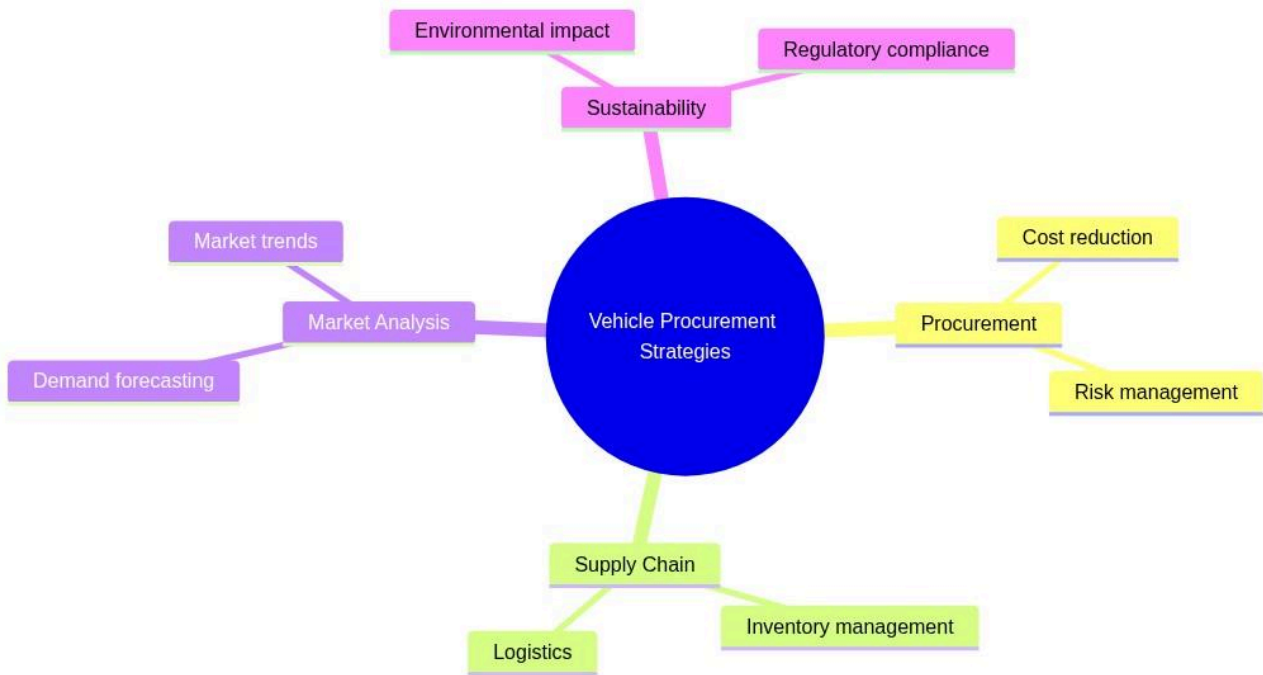 Environmental impact
Regulatory compliance
Sustainability
Market trends
Cost reduction
Market Analysis
Vehicle Procurement
Strategies
Procurement
Demand forecasting
Risk management
Supply Chain
Inventory management
Logistics